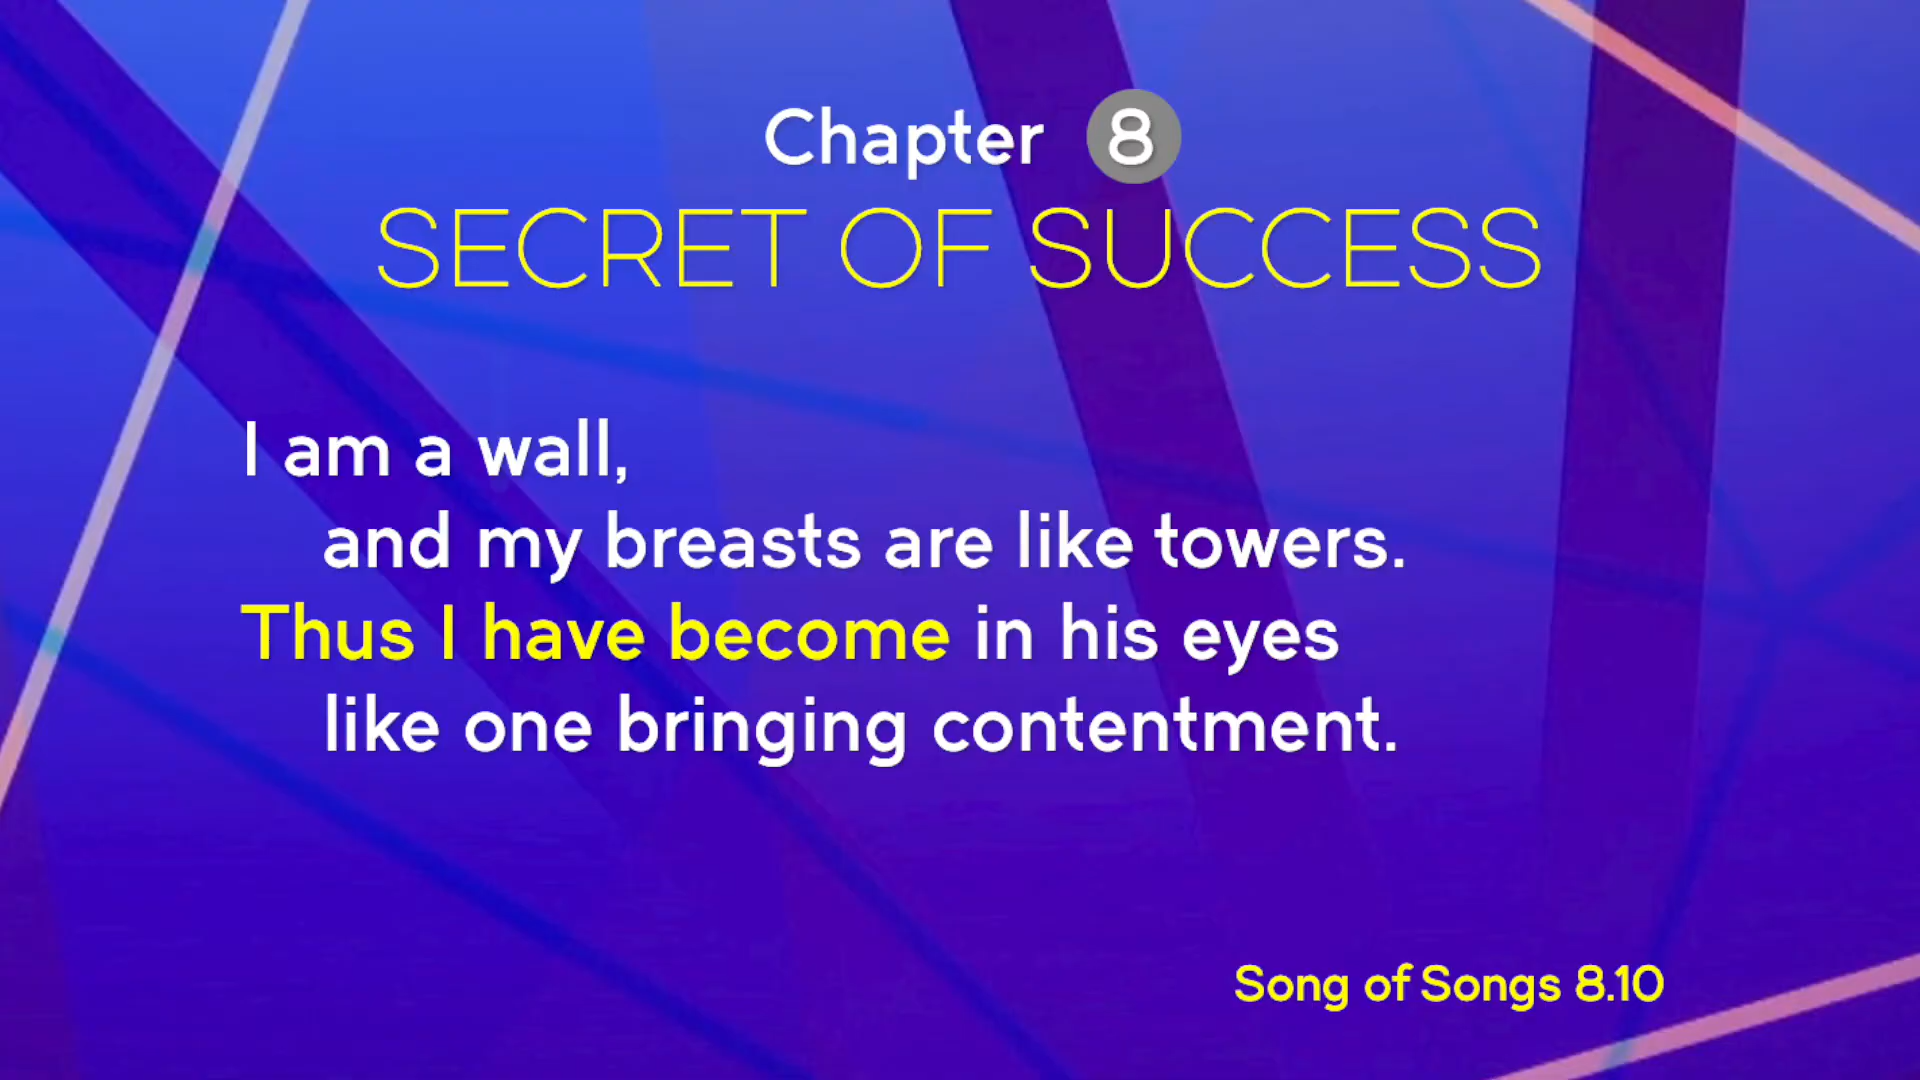 Chapter 8
SECRET OF SUCCESS
I am a wall,
and my breasts are like towers.
Thus I have become in his eyes
like one bringing contentment.
Song of Songs 8.10